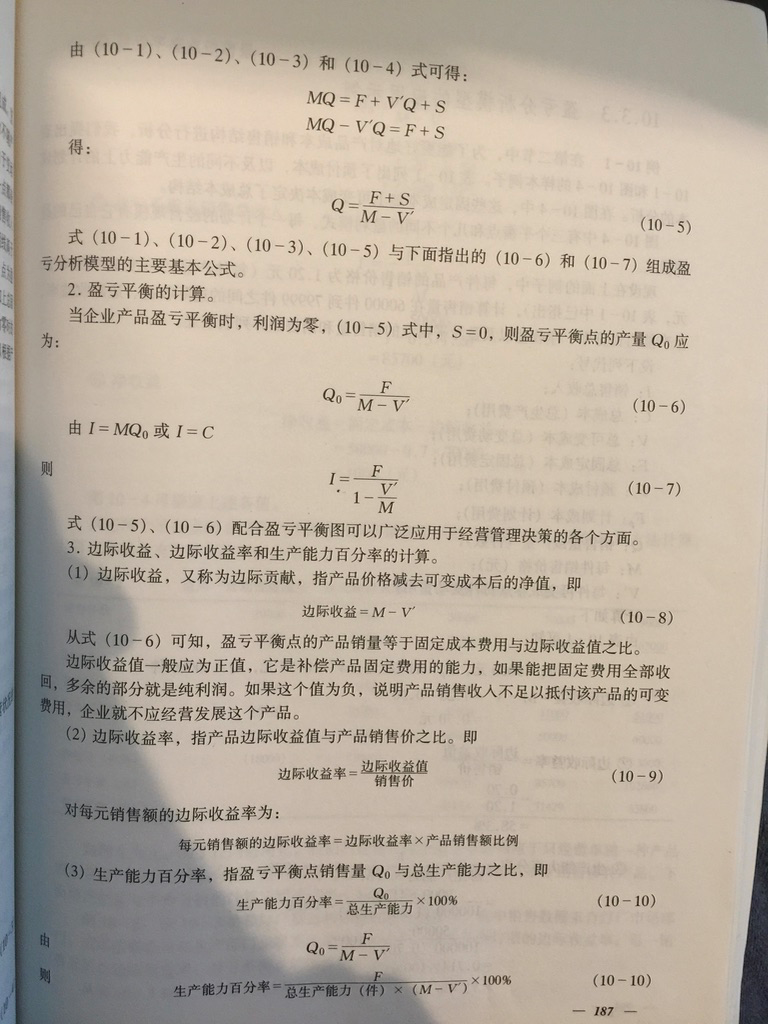 由（10－1）、（10－2）、（10－3）和（10－4）式可得：
MQ＝F＋V′Q＋S
MQ－V′Q＝F＋S
得：
Q＝(F＋S)/(M－V′) （10－5）
式（10－1）、（10－2）、（10－3）、（10－5）与下面指出的（10－6）和（10－7）组成盈
亏分析模型的主要基本公式。
2．盈亏平衡的计算。
当企业产品盈亏平衡时，利润为零，（10－5）式中，S＝0，则盈亏平衡点的产量 Q₀ 应
为：
Q₀＝F/(M－V′) （10－6）
由 I＝MQ₀ 或 I＝C
则
I＝F/(1－V′/M) （10－7）
式（10－5）、（10－6）配合盈亏平衡图可以广泛应用于经营管理决策的各个方面。
3．边际收益、边际收益率和生产能力百分率的计算。
（1）边际收益，又称为边际贡献，指产品价格减去可变成本后的净值，即
边际收益＝M－V′ （10－8）
从式（10－6）可知，盈亏平衡点的产品销量等于固定成本费用与边际收益值之比。
边际收益值一般应为正值，它是补偿产品固定费用的能力，如果能把固定费用全部收
回，多余的部分就是纯利润。如果这个值为负，说明产品销售收入不足以抵付该产品的可变
费用，企业就不应经营发展这个产品。
（2）边际收益率，指产品边际收益值与产品销售价之比。即
边际收益率＝边际收益值/销售价 （10－9）
对每元销售额的边际收益率为：
每元销售额的边际收益率＝边际收益率×产品销售额比例
（3）生产能力百分率，指盈亏平衡点销售量 Q₀ 与总生产能力之比，即
生产能力百分率＝Q₀/总生产能力×100% （10－10）
由
Q₀＝F/(M－V′)
则
生产能力百分率＝F/(总生产能力（件）×（M－V′）)×100% （10－10）
— 187 —